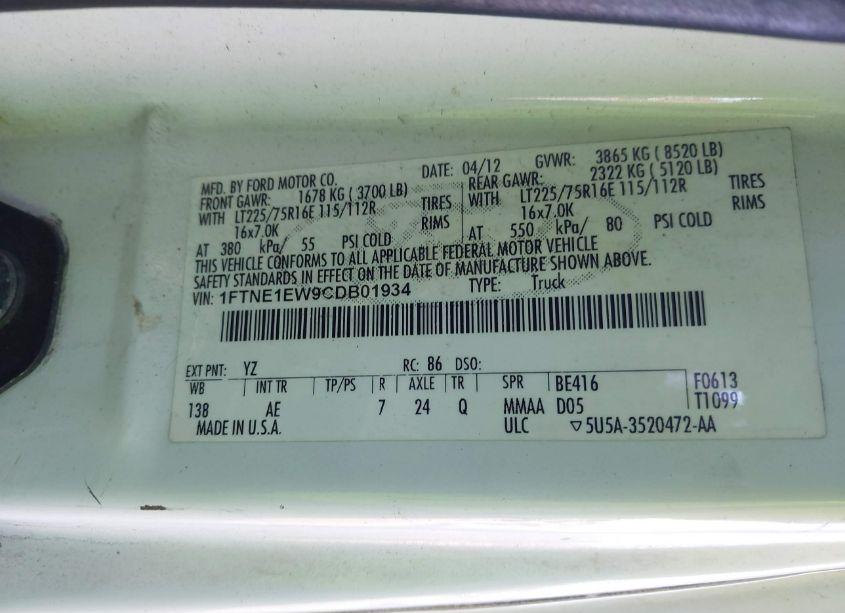 MFD. BY FORD MOTOR CO. DATE: 04/12 GVWR: 3865 KG ( 8520 LB)
FRONT GAWR: 1678 KG ( 3700 LB) REAR GAWR: 2322 KG ( 5120 LB)
WITH LT225/75R16E 115/112R TIRES WITH LT225/75R16E 115/112R TIRES
16x7.0K RIMS 16x7.0K RIMS
AT 380 kPa/ 55 PSI COLD AT 550 kPa/ 80 PSI COLD
THIS VEHICLE CONFORMS TO ALL APPLICABLE FEDERAL MOTOR VEHICLE
SAFETY STANDARDS IN EFFECT ON THE DATE OF MANUFACTURE SHOWN ABOVE.
VIN: 1FTNE1EW9CDB01934 TYPE: Truck
EXT PNT: YZ RC: 86 DSO:
WB INT TR TP/PS R AXLE TR SPR BE416 F0613
138 AE 7 24 Q MMAA D05 T1099
MADE IN U.S.A. ULC ▽5U5A-3520472-AA